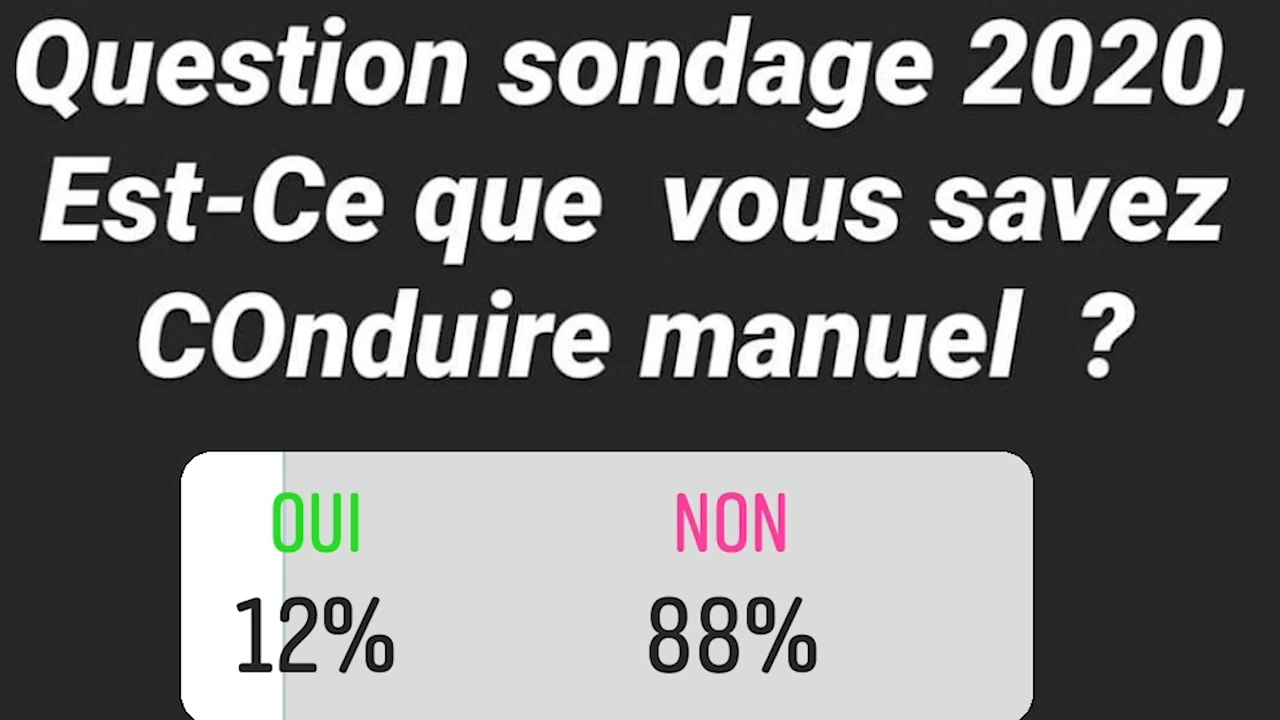 Question sondage 2020,
Est-Ce que vous savez
COnduire manuel ?
OUI NON
12% 88%